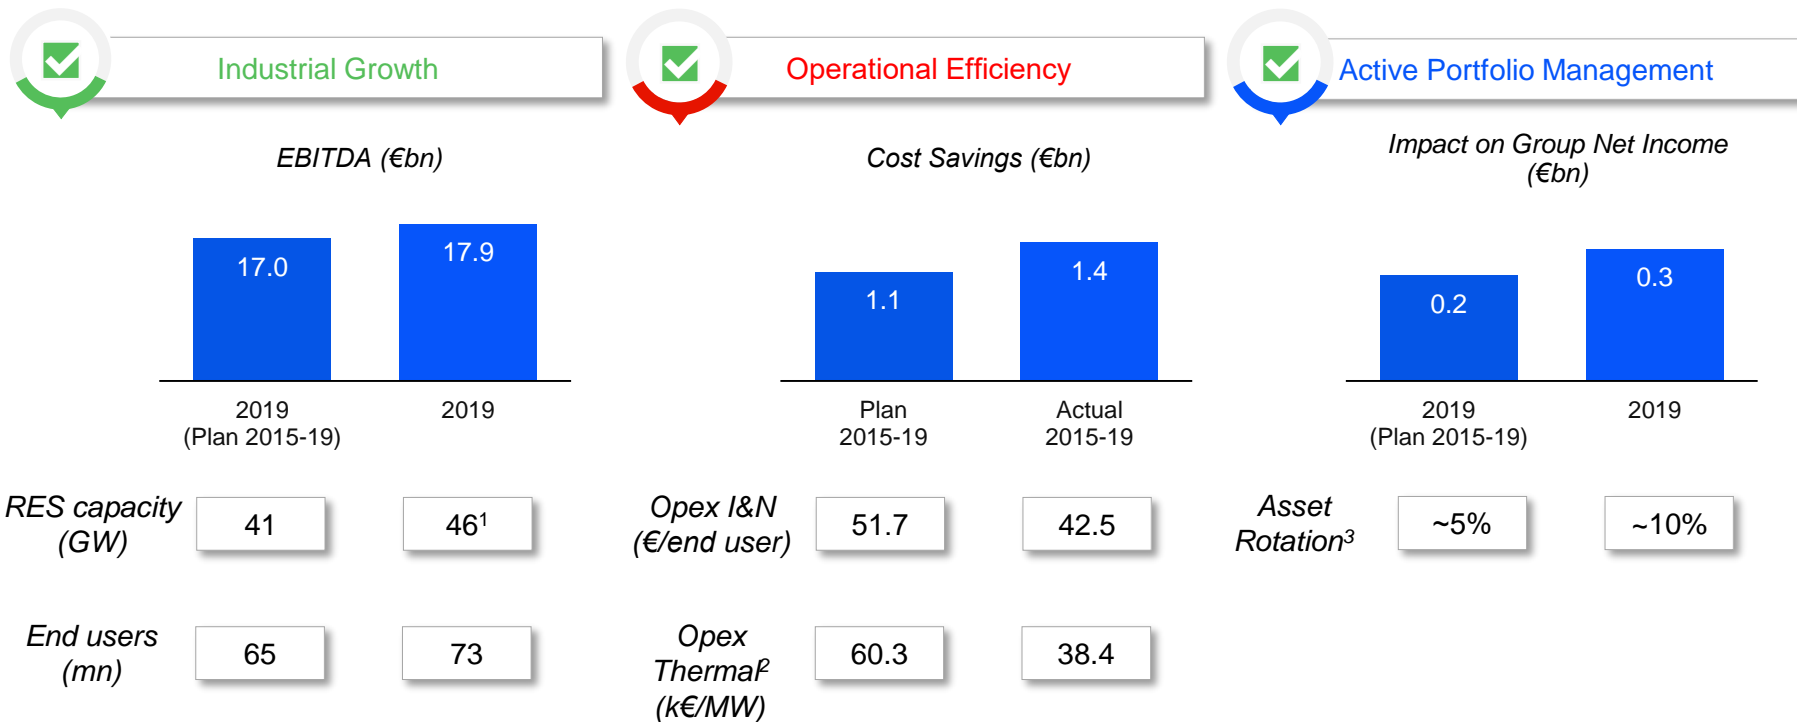 Industrial Growth
EBITDA (€bn)
17.0
17.9
2019
(Plan 2015-19)
2019
RES capacity
(GW)
41
46¹
End users
(mn)
65
73
Operational Efficiency
Cost Savings (€bn)
1.1
1.4
Plan
2015-19
Actual
2015-19
Opex I&N
(€/end user)
51.7
42.5
Opex
Thermal²
(k€/MW)
60.3
38.4
Active Portfolio Management
Impact on Group Net Income
(€bn)
0.2
0.3
2019
(Plan 2015-19)
2019
Asset
Rotation³
~5%
~10%